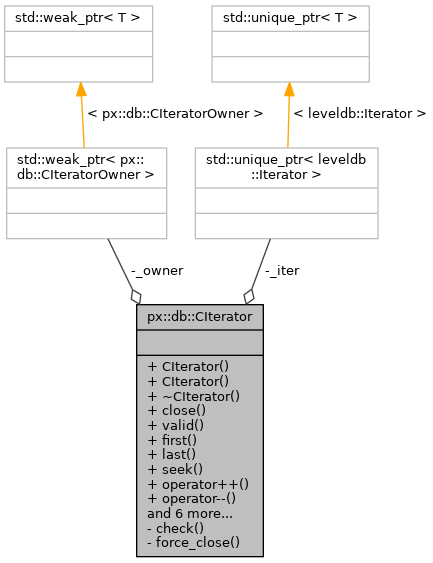 std::weak_ptr< T >
std::unique_ptr< T >
< px::db::CIteratorOwner >
< leveldb::Iterator >
std::weak_ptr< px::
db::CIteratorOwner >
std::unique_ptr< leveldb
::Iterator >
-_owner
-_iter
px::db::CIterator
+ CIterator()
+ CIterator()
+ ~CIterator()
+ close()
+ valid()
+ first()
+ last()
+ seek()
+ operator++()
+ operator--()
and 6 more...
- check()
- force_close()